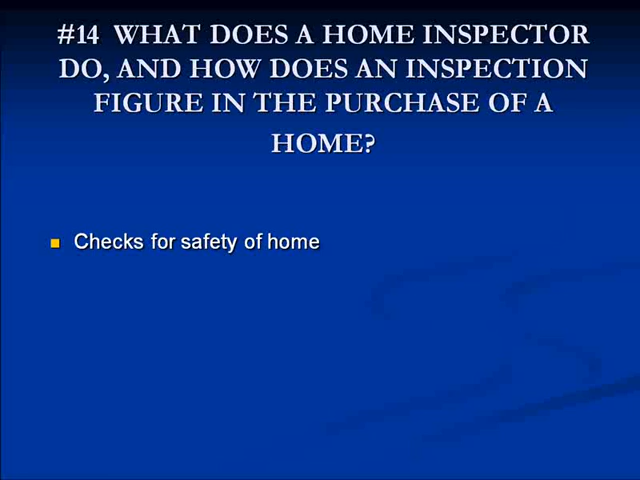 #14 WHAT DOES A HOME INSPECTOR
DO, AND HOW DOES AN INSPECTION
FIGURE IN THE PURCHASE OF A
HOME?
Checks for safety of home